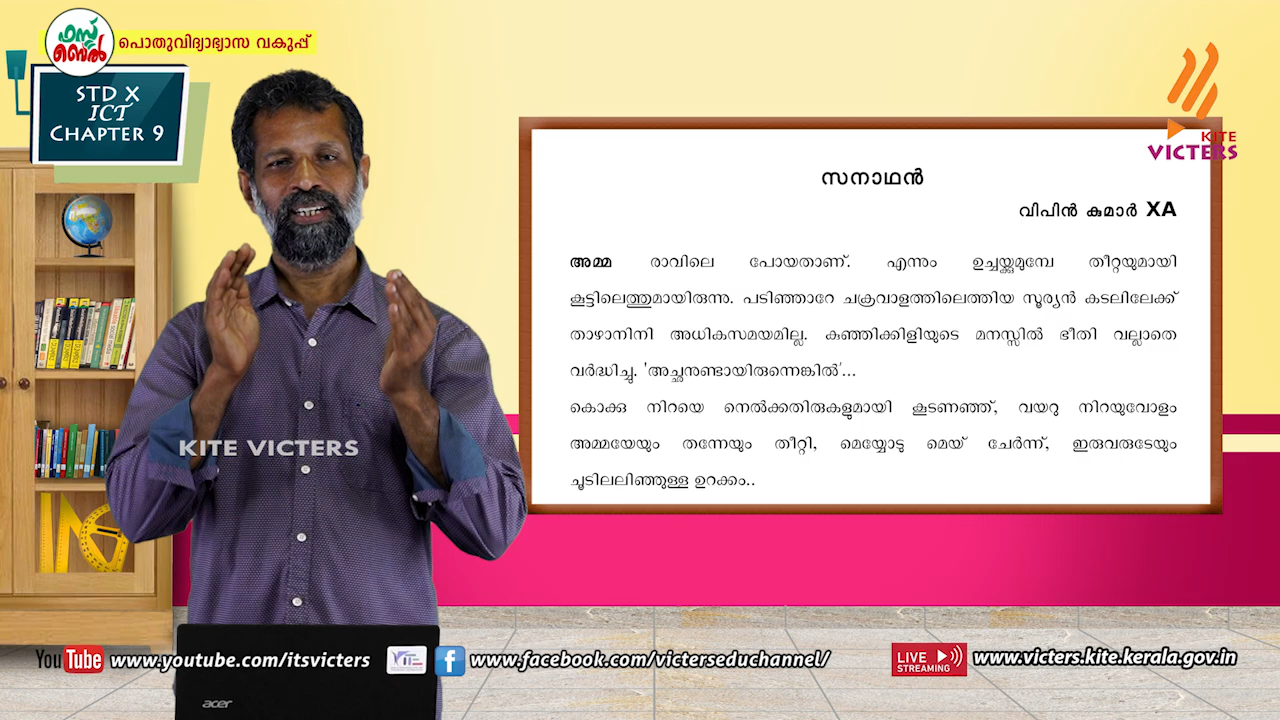 ഫസ്റ്റ്
ബെൽ
പൊതുവിദ്യാഭ്യാസ വകുപ്പ്
STD X
ICT
CHAPTER 9
KITE
VICTERS
സനാഥൻ
വിപിൻ കുമാർ XA
അമ്മ രാവിലെ പോയതാണ്. എന്നും ഉച്ചയ്ക്കുമുമ്പേ തീറ്റയുമായി
കൂട്ടിലെത്തുമായിരുന്നു. പടിഞ്ഞാറേ ചക്രവാളത്തിലെത്തിയ സൂര്യൻ കടലിലേക്ക്
താഴാനിനി അധികസമയമില്ല. കുഞ്ഞിക്കിളിയുടെ മനസ്സിൽ ഭീതി വല്ലാതെ
വർദ്ധിച്ചു. 'അച്ഛനുണ്ടായിരുന്നെങ്കിൽ'...
കൊക്കു നിറയെ നെൽക്കതിരുകളുമായി കൂടണഞ്ഞ്, വയറു നിറയുവോളം
അമ്മയേയും തന്നേയും തീറ്റി, മെയ്യോടു മെയ് ചേർന്ന്, ഇരുവരുടേയും
ചൂടിലലിഞ്ഞുള്ള ഉറക്കം..
KITE VICTERS
YouTube www.youtube.com/itsvicters
KITE
f www.facebook.com/victerseduchannel/
LIVE
STREAMING
www.victers.kite.kerala.gov.in
acer